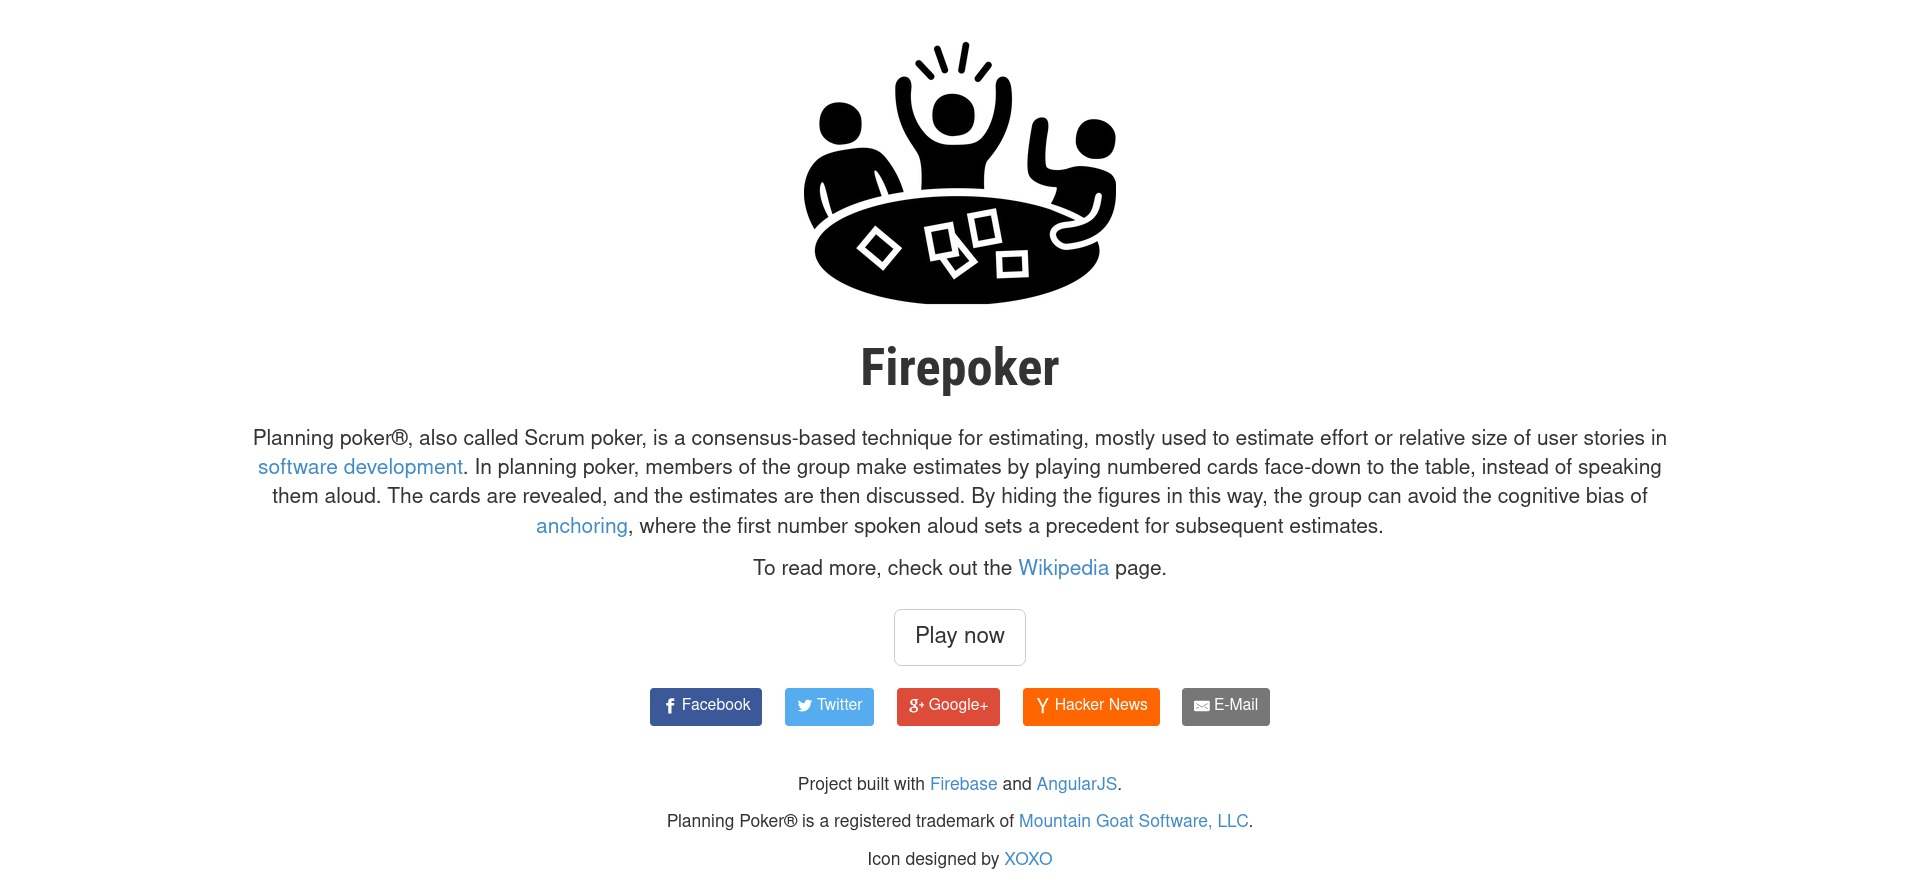 Firepoker
Planning poker®, also called Scrum poker, is a consensus-based technique for estimating, mostly used to estimate effort or relative size of user stories in
software development. In planning poker, members of the group make estimates by playing numbered cards face-down to the table, instead of speaking
them aloud. The cards are revealed, and the estimates are then discussed. By hiding the figures in this way, the group can avoid the cognitive bias of
anchoring, where the first number spoken aloud sets a precedent for subsequent estimates.
To read more, check out the Wikipedia page.
Play now
Facebook Twitter Google+ Hacker News E-Mail
Project built with Firebase and AngularJS.
Planning Poker® is a registered trademark of Mountain Goat Software, LLC.
Icon designed by XOXO